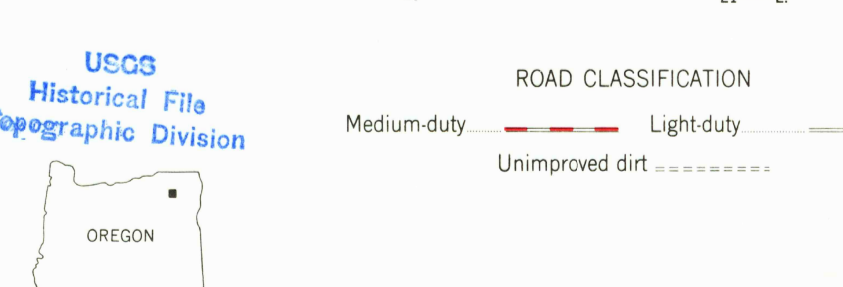 USGS
Historical File
Topographic Division
ROAD CLASSIFICATION
Medium-duty Light-duty
Unimproved dirt
OREGON